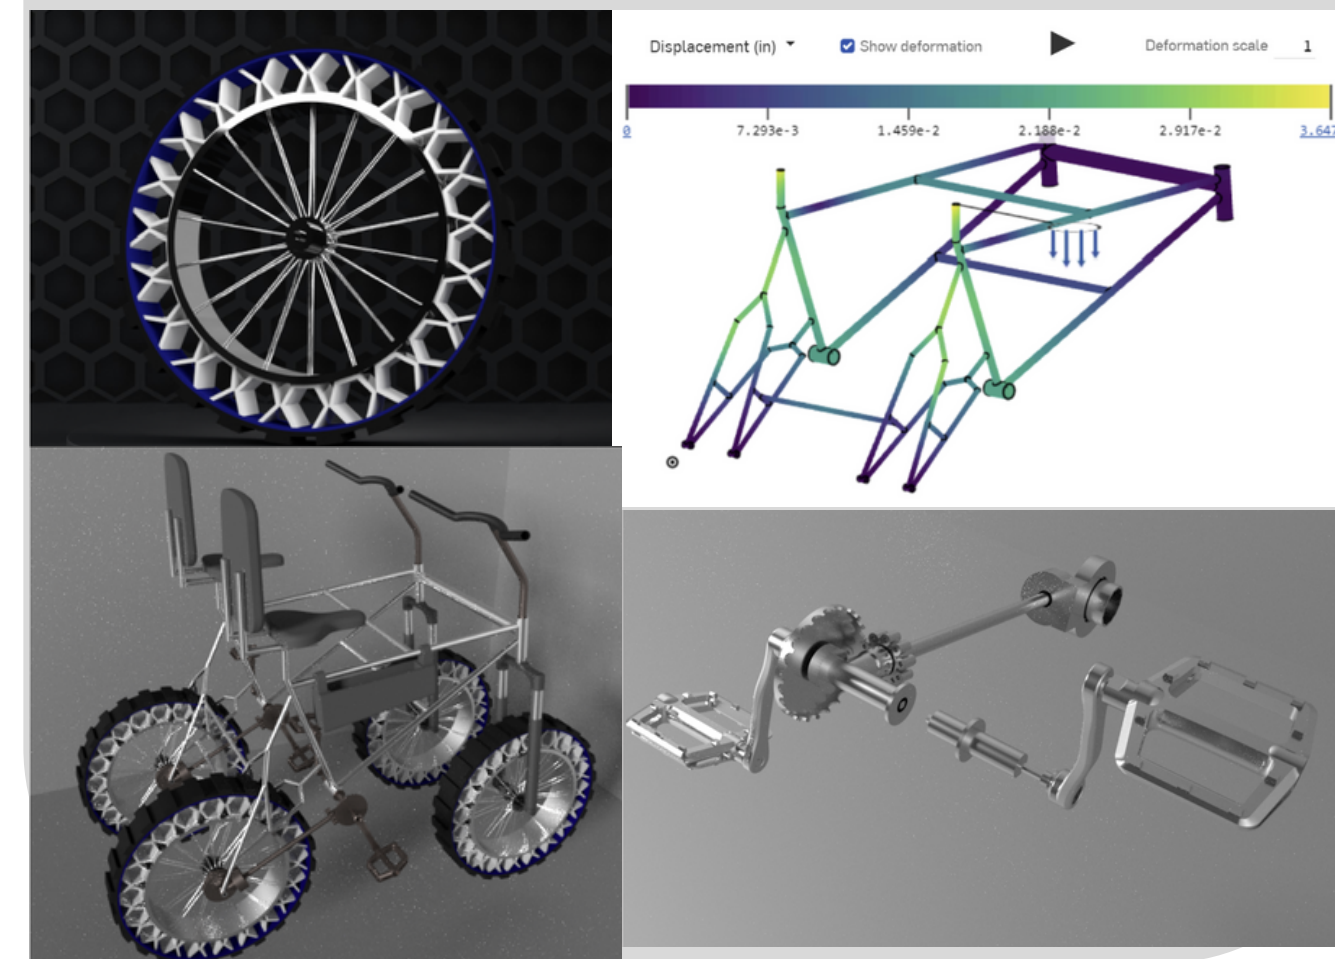 Displacement (in) Show deformation Deformation scale 1
0 7.293e-3 1.459e-2 2.188e-2 2.917e-2 3.647